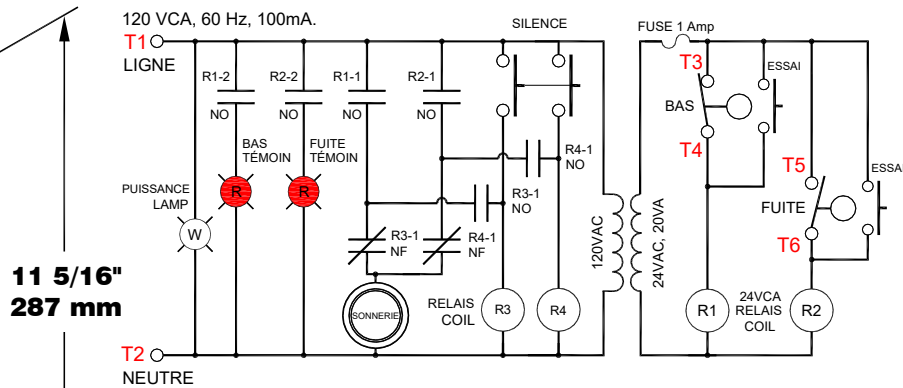 120 VCA, 60 Hz, 100mA.
SILENCE
FUSE 1 Amp
T1
LIGNE
R1-2
NO
R2-2
NO
R1-1
NO
R2-1
NO
T3
BAS
T4
ESSAI
BAS
TÉMOIN
R
FUITE
TÉMOIN
R
R4-1
NO
R3-1
NO
PUISSANCE
LAMP
W
R3-1
NF
R4-1
NF
120VAC
24VAC, 20VA
T5
FUITE
T6
ESSAI
11 5/16"
287 mm
SONNERIE
RELAIS
COIL
R3
R4
R1
24VCA
RELAIS
COIL
R2
T2
NEUTRE